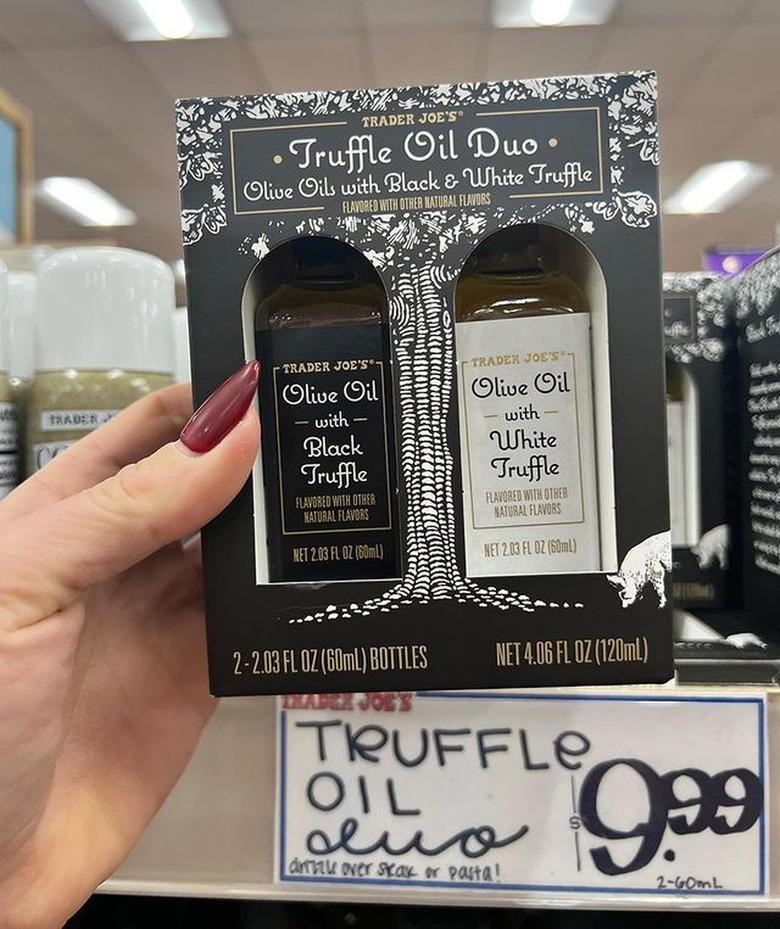 TRADER JOE'S®
• Truffle Oil Duo •
Olive Oils with Black & White Truffle
FLAVORED WITH OTHER NATURAL FLAVORS
TRADER JOE'S®
Olive Oil
— with —
Black
Truffle
FLAVORED WITH OTHER
NATURAL FLAVORS
NET 2.03 FL OZ (60mL)
TRADER JOE'S®
Olive Oil
— with —
White
Truffle
FLAVORED WITH OTHER
NATURAL FLAVORS
NET 2.03 FL OZ (60mL)
2-2.03 FL OZ (60mL) BOTTLES
NET 4.06 FL OZ (120mL)
TRADER
TRADER JOE'S
TRUFFLe
OIL
duo
drizzle over steak or pasta!
$9.99
2-60mL